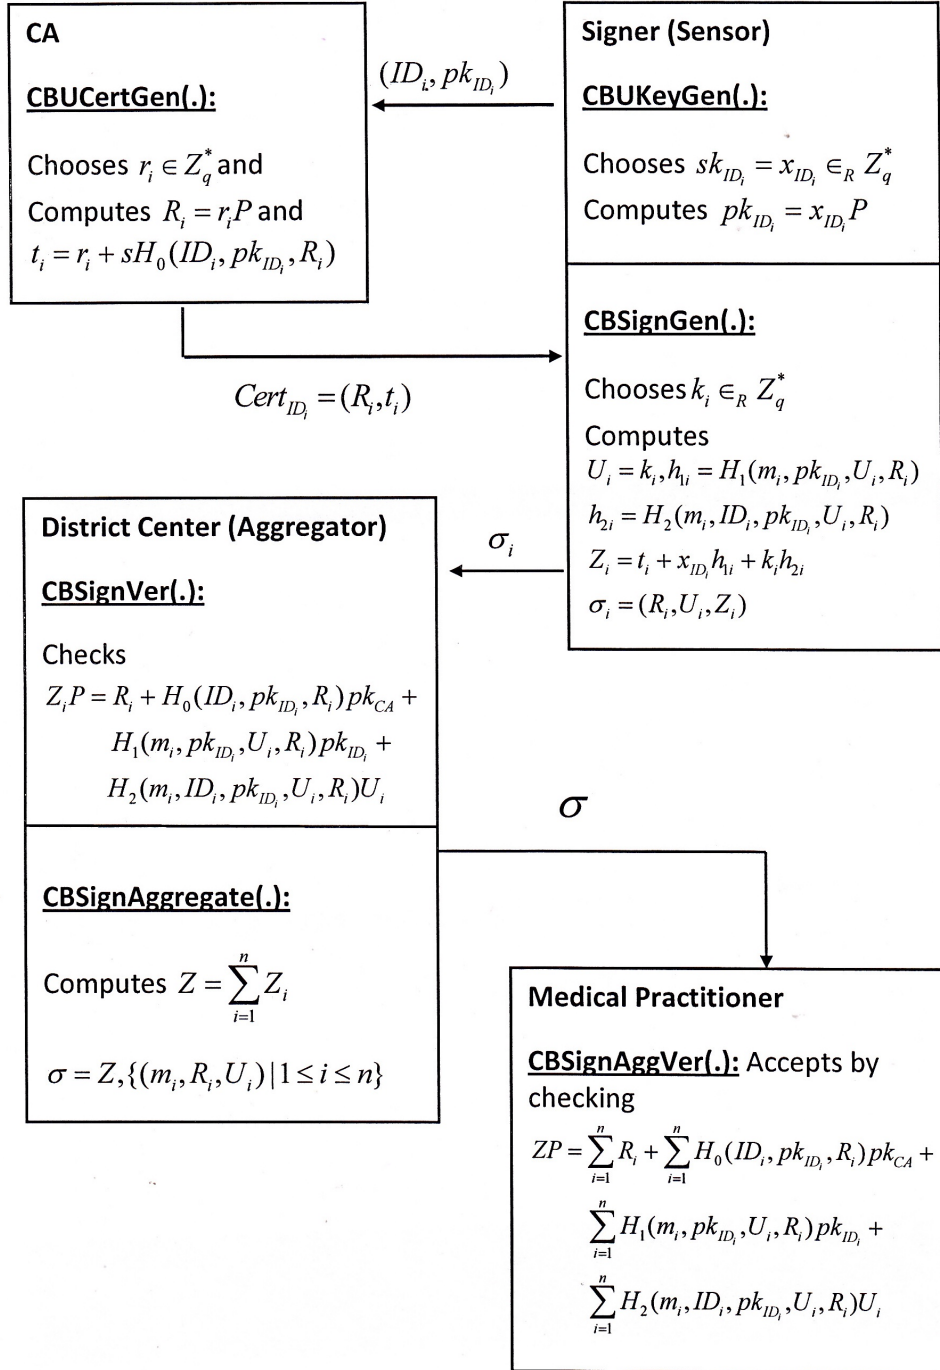 CA
CBUCertGen(.):
Chooses r_i ∈ Z_q^* and
Computes R_i = r_iP and
t_i = r_i + sH_0(ID_i, pk_{ID_i}, R_i)
(ID_i, pk_{ID_i})
Signer (Sensor)
CBUKeyGen(.):
Chooses sk_{ID_i} = x_{ID_i} ∈_R Z_q^*
Computes pk_{ID_i} = x_{ID_i}P
Cert_{ID_i} = (R_i, t_i)
CBSignGen(.):
Chooses k_i ∈_R Z_q^*
Computes
U_i = k_i, h_{1i} = H_1(m_i, pk_{ID_i}, U_i, R_i)
h_{2i} = H_2(m_i, ID_i, pk_{ID_i}, U_i, R_i)
Z_i = t_i + x_{ID_i}h_{1i} + k_ih_{2i}
σ_i = (R_i, U_i, Z_i)
σ_i
District Center (Aggregator)
CBSignVer(.):
Checks
Z_iP = R_i + H_0(ID_i, pk_{ID_i}, R_i)pk_{CA} +
H_1(m_i, pk_{ID_i}, U_i, R_i)pk_{ID_i} +
H_2(m_i, ID_i, pk_{ID_i}, U_i, R_i)U_i
CBSignAggregate(.):
Computes Z = ∑_{i=1}^{n} Z_i
σ = Z, {(m_i, R_i, U_i) | 1 ≤ i ≤ n}
σ
Medical Practitioner
CBSignAggVer(.): Accepts by
checking
ZP = ∑_{i=1}^{n} R_i + ∑_{i=1}^{n} H_0(ID_i, pk_{ID_i}, R_i)pk_{CA} +
∑_{i=1}^{n} H_1(m_i, pk_{ID_i}, U_i, R_i)pk_{ID_i} +
∑_{i=1}^{n} H_2(m_i, ID_i, pk_{ID_i}, U_i, R_i)U_i